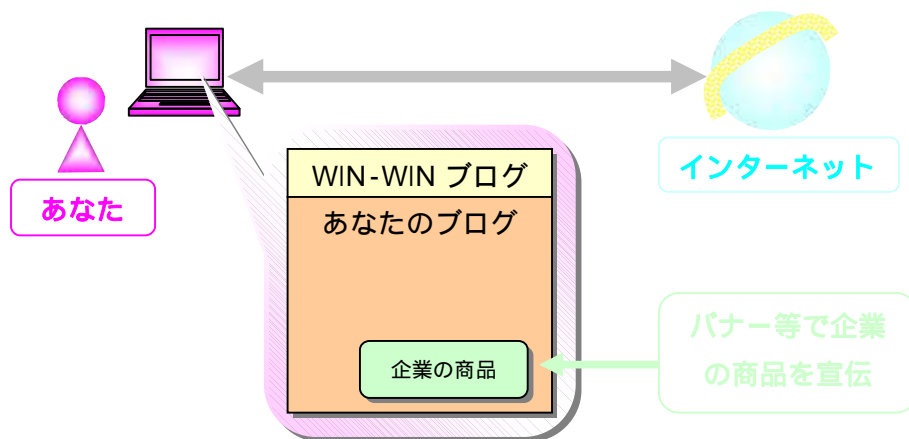 インターネット
WIN-WIN ブログ
あなた
あなたのブログ
バナー等で企業
の商品を宣伝
企業の商品